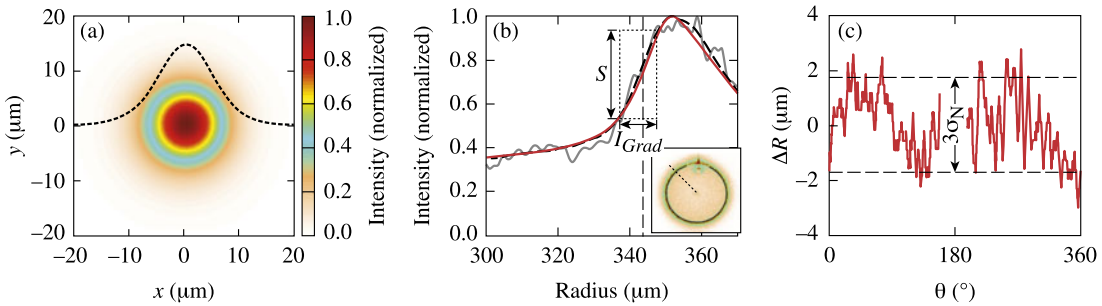 (a)
20
10
0
−10
−20
y (μm)
−20 −10 0 10 20
x (μm)
1.0
0.8
0.6
0.4
0.2
0.0
Intensity (normalized)
(b)
1.0
0.8
0.6
0.4
0.2
0.0
Intensity (normalized)
S
I_Grad
300 320 340 360
Radius (μm)
(c)
4
2
0
−2
−4
ΔR (μm)
3σ_N
0 180 360
θ (°)